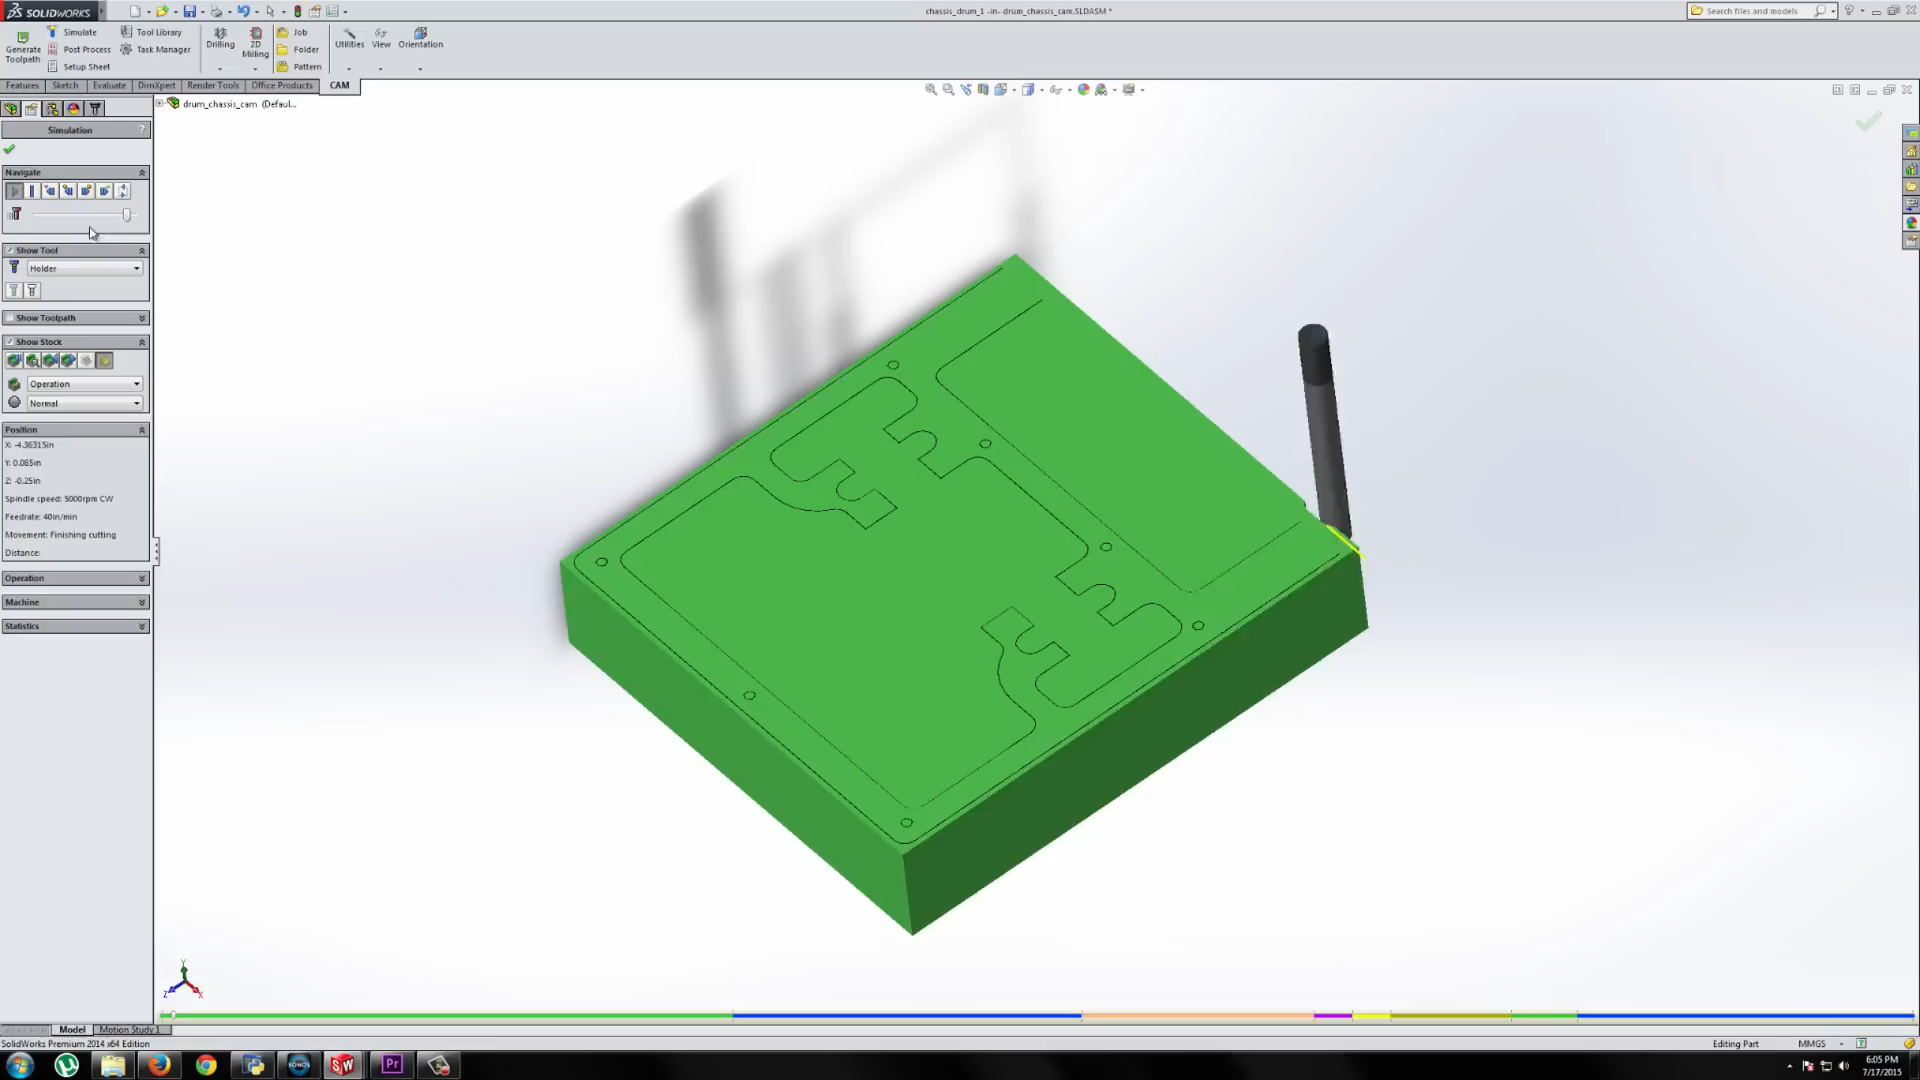 SOLIDWORKS
chassis_drum_1 -in- drum_chassis_cam.SLDASM *
Search files and models
Generate Toolpath
Simulate
Post Process
Setup Sheet
Tool Library
Task Manager
Drilling
2D Milling
Job
Folder
Pattern
Utilities
View
Orientation
Features
Sketch
Evaluate
DimXpert
Render Tools
Office Products
CAM
drum_chassis_cam (Defaul...
Simulation
?
Navigate
Show Tool
Holder
Show Toolpath
Show Stock
Operation
Normal
Position
X: -4.36315in
Y: 0.085in
Z: -0.25in
Spindle speed: 5000rpm CW
Feedrate: 40in/min
Movement: Finishing cutting
Distance:
Operation
Machine
Statistics
Y
Z
X
Model
Motion Study 1
SolidWorks Premium 2014 x64 Edition
Editing Part
MMGS
SONOS
SW
Pr
6:05 PM
7/17/2015